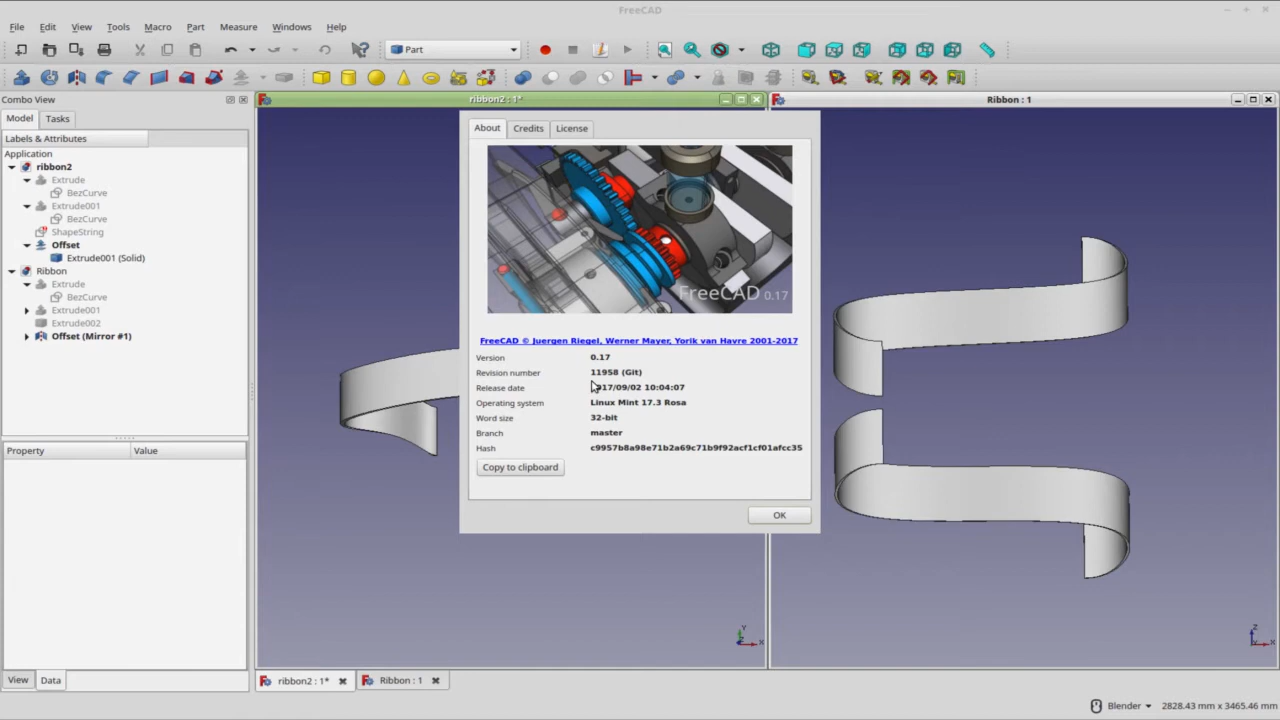 FreeCAD
File Edit View Tools Macro Part Measure Windows Help
Part
Combo View
ribbon2 : 1*
Ribbon : 1
Model Tasks
Labels & Attributes
Application
ribbon2
Extrude
BezCurve
Extrude001
BezCurve
ShapeString
Offset
Extrude001 (Solid)
Ribbon
Extrude
BezCurve
Extrude001
Extrude002
Offset (Mirror #1)
Property Value
View Data
About Credits License
FreeCAD 0.17
FreeCAD © Juergen Riegel, Werner Mayer, Yorik van Havre 2001-2017
Version 0.17
Revision number 11958 (Git)
Release date 2017/09/02 10:04:07
Operating system Linux Mint 17.3 Rosa
Word size 32-bit
Branch master
Hash c9957b8a98e71b2a69c71b9f92acf1cf01afcc35
Copy to clipboard
OK
Y
Z
X
Z
X
ribbon2 : 1* Ribbon : 1
Blender 2828.43 mm x 3465.46 mm